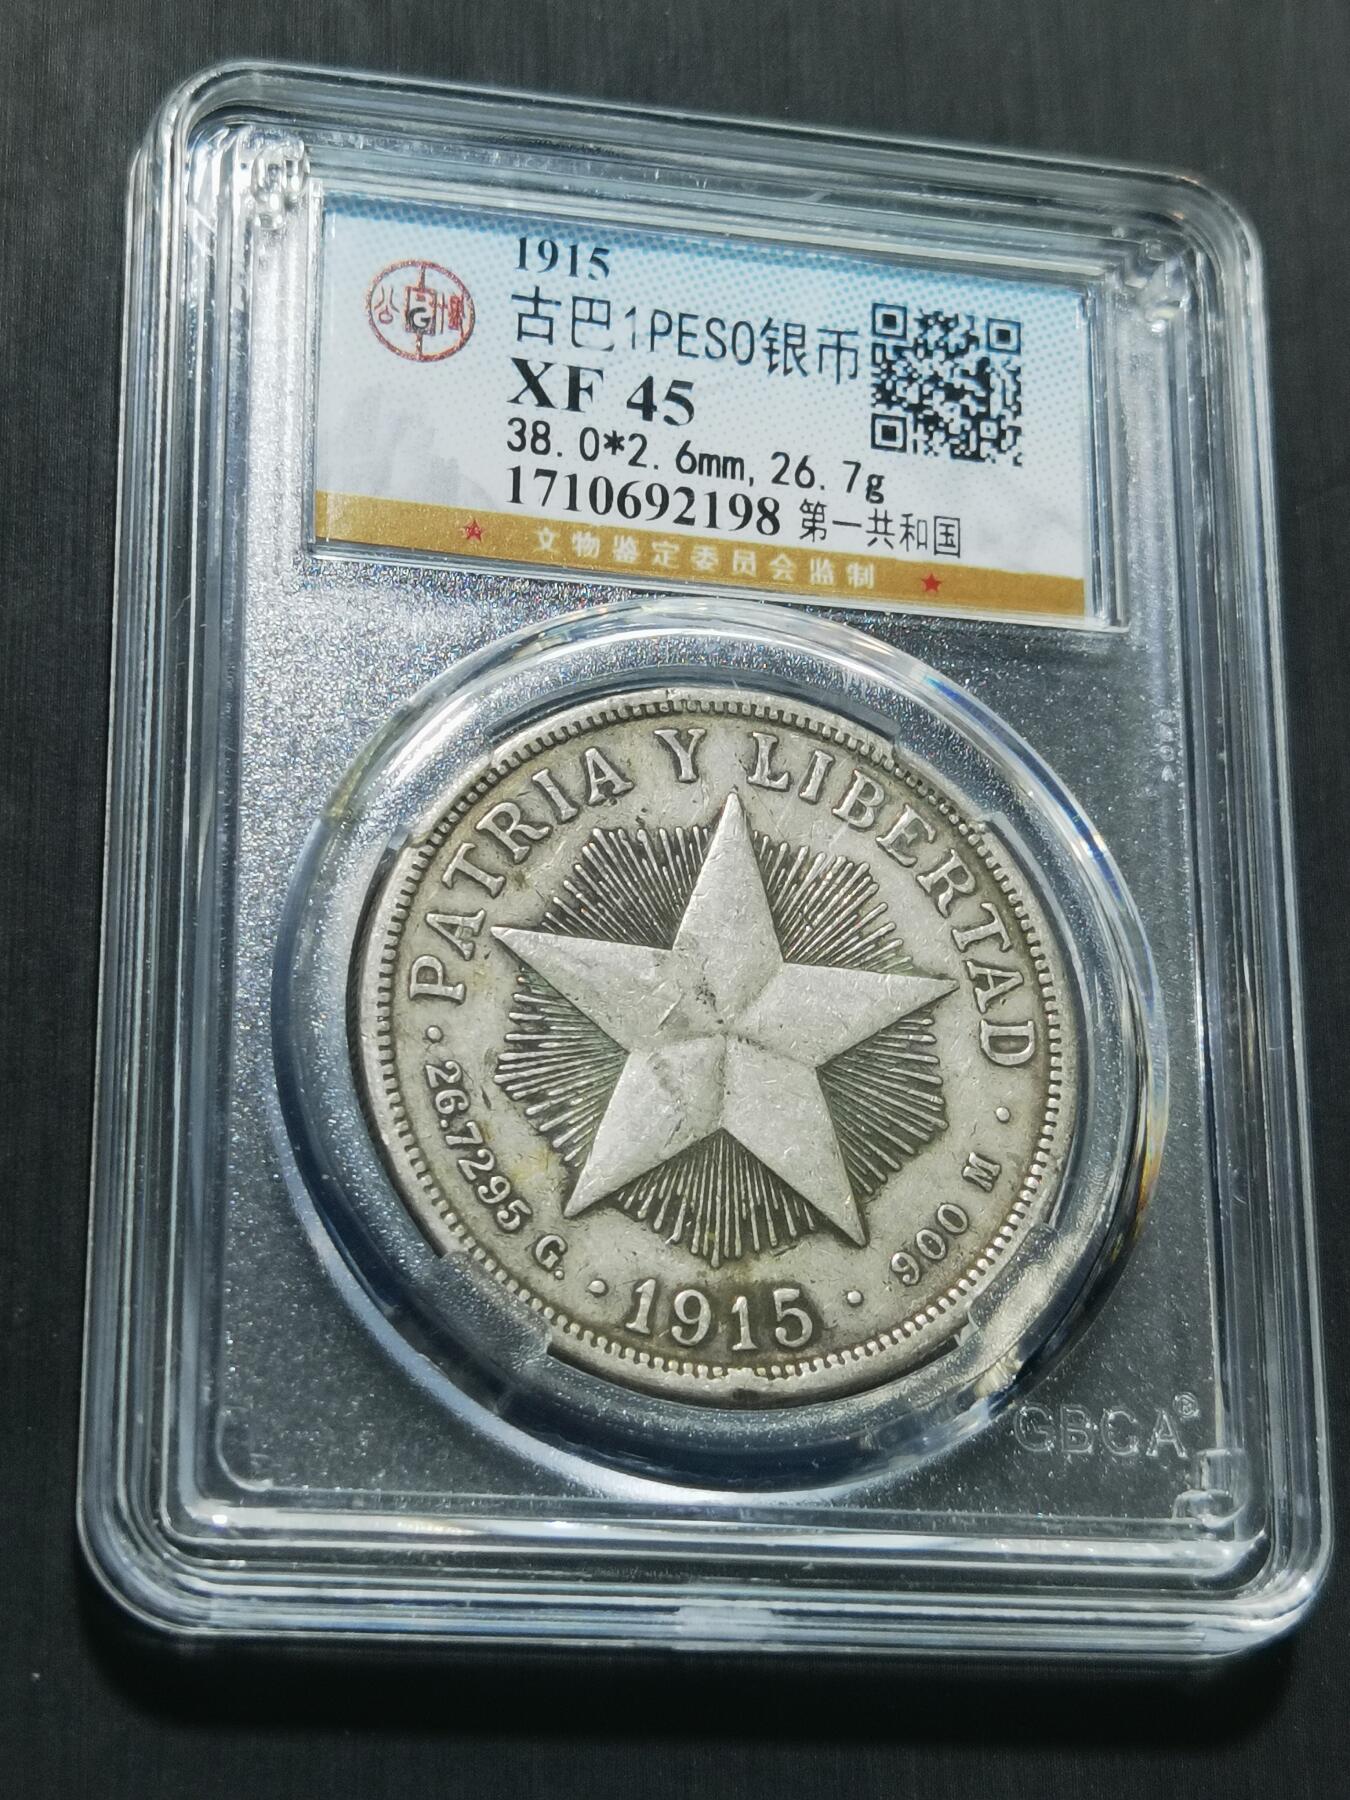 1915
古巴1PESO银币
XF 45
38.0*2.6mm,26.7g
1710692198 第一共和国
文物鉴定委员会监制
公博
G
PATRIA Y LIBERTAD
26.7295 G.
1915
900 M
GBCA®